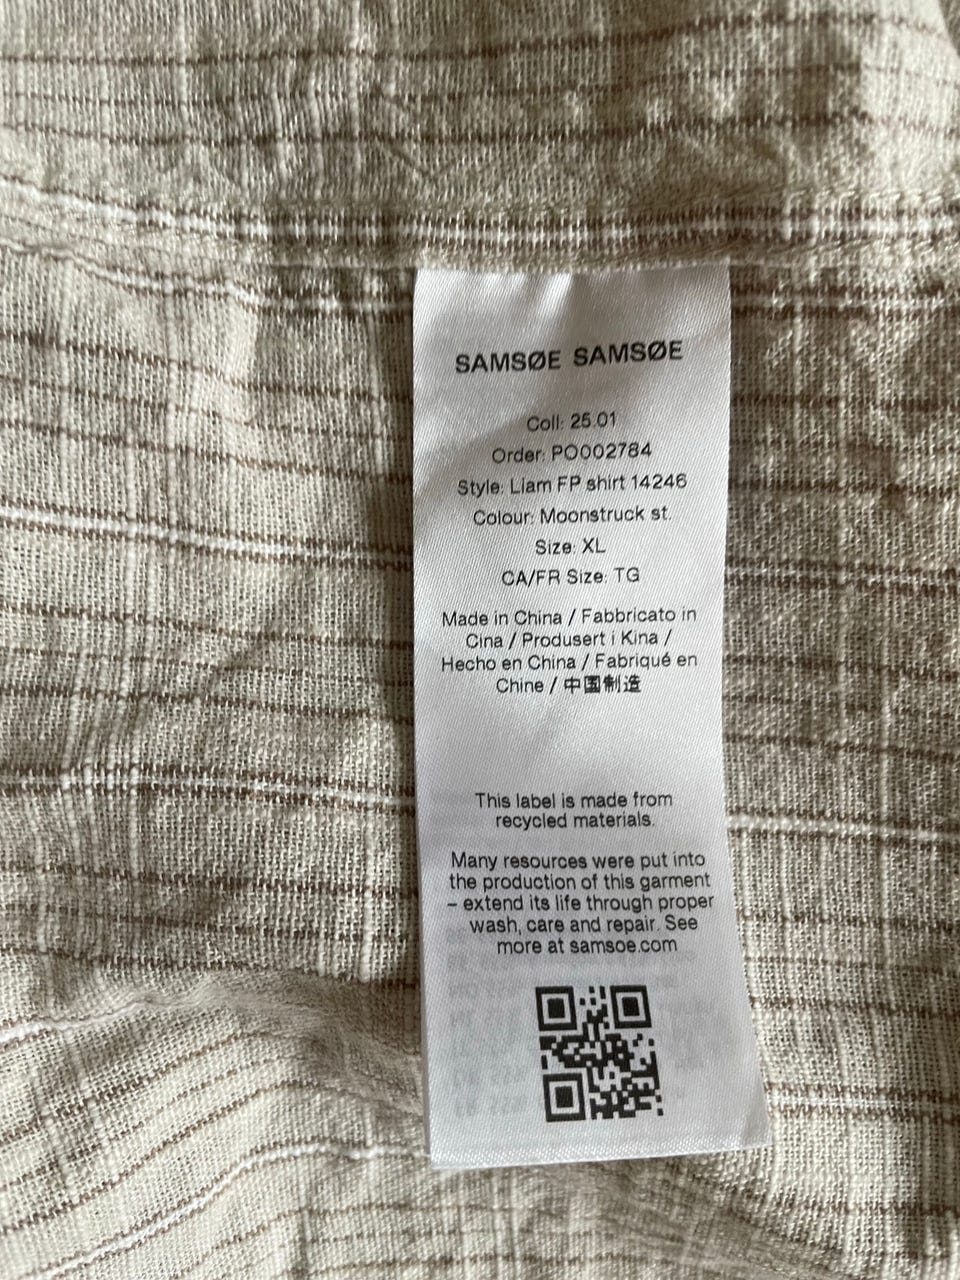 SAMSØE SAMSØE
Coll: 25.01
Order: PO002784
Style: Liam FP shirt 14246
Colour: Moonstruck st.
Size: XL
CA/FR Size: TG
Made in China / Fabbricato in
Cina / Produsert i Kina /
Hecho en China / Fabriqué en
Chine / 中国制造
This label is made from
recycled materials.
Many resources were put into
the production of this garment
– extend its life through proper
wash, care and repair. See
more at samsoe.com